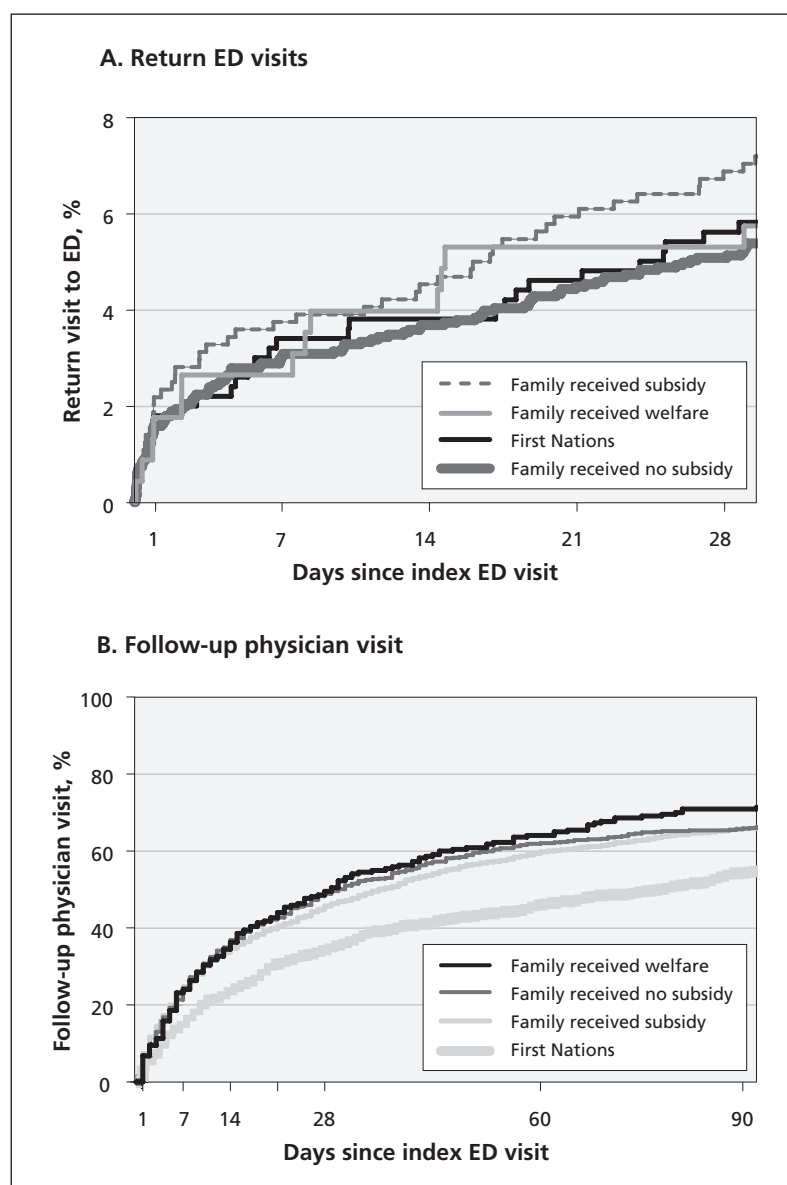 A. Return ED visits
Return visit to ED, %
8
6
4
2
0
Family received subsidy
Family received welfare
First Nations
Family received no subsidy
1 7 14 21 28
Days since index ED visit
B. Follow-up physician visit
Follow-up physician visit, %
100
80
60
40
20
0
Family received welfare
Family received no subsidy
Family received subsidy
First Nations
1 7 14 28 60 90
Days since index ED visit